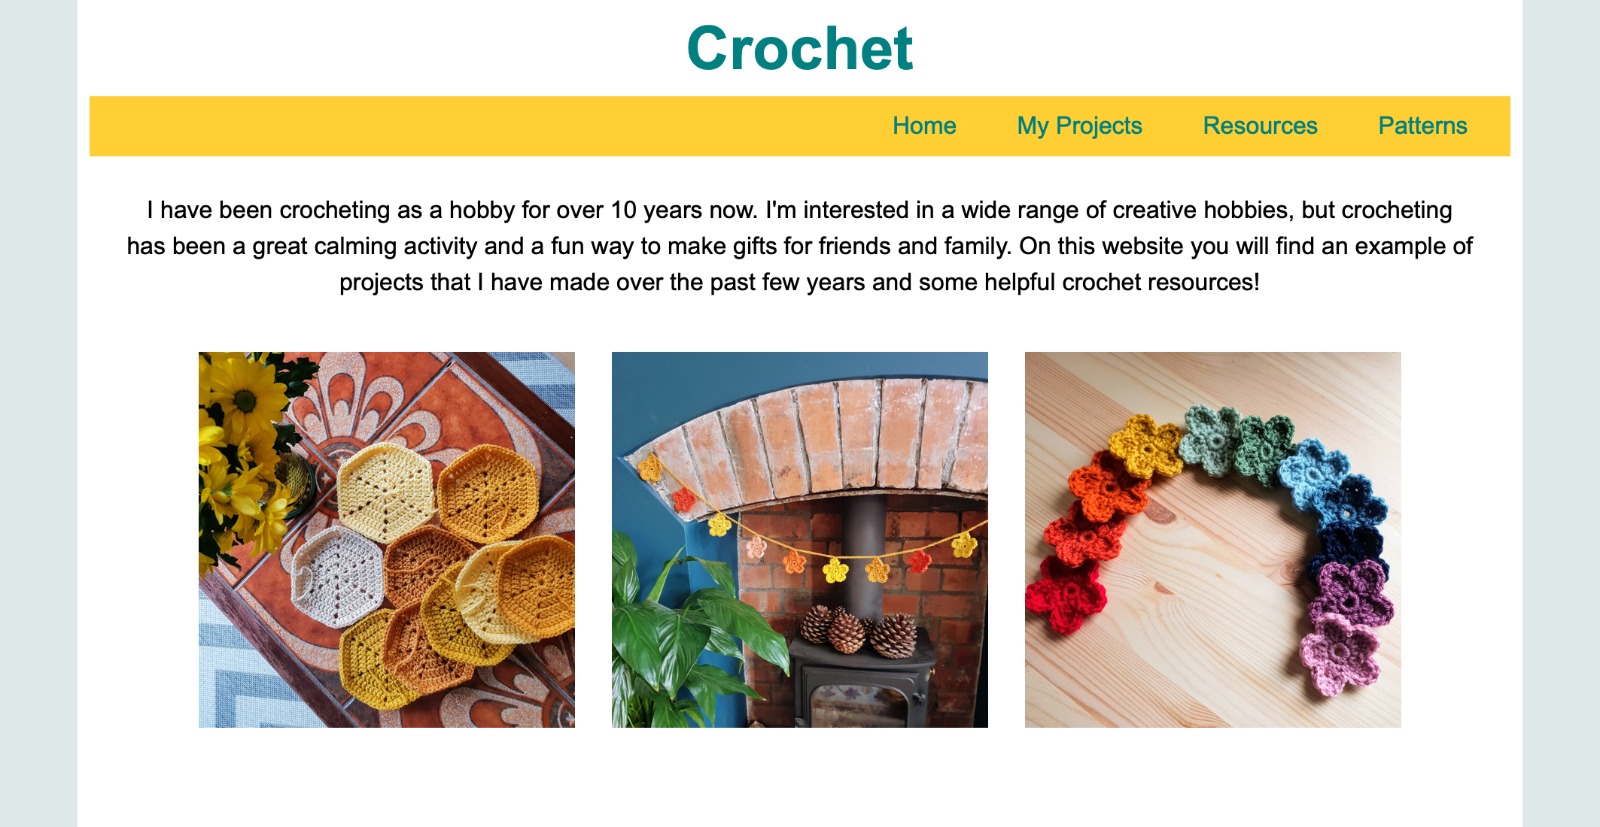 Crochet
Home My Projects Resources Patterns
I have been crocheting as a hobby for over 10 years now. I'm interested in a wide range of creative hobbies, but crocheting
has been a great calming activity and a fun way to make gifts for friends and family. On this website you will find an example of
projects that I have made over the past few years and some helpful crochet resources!